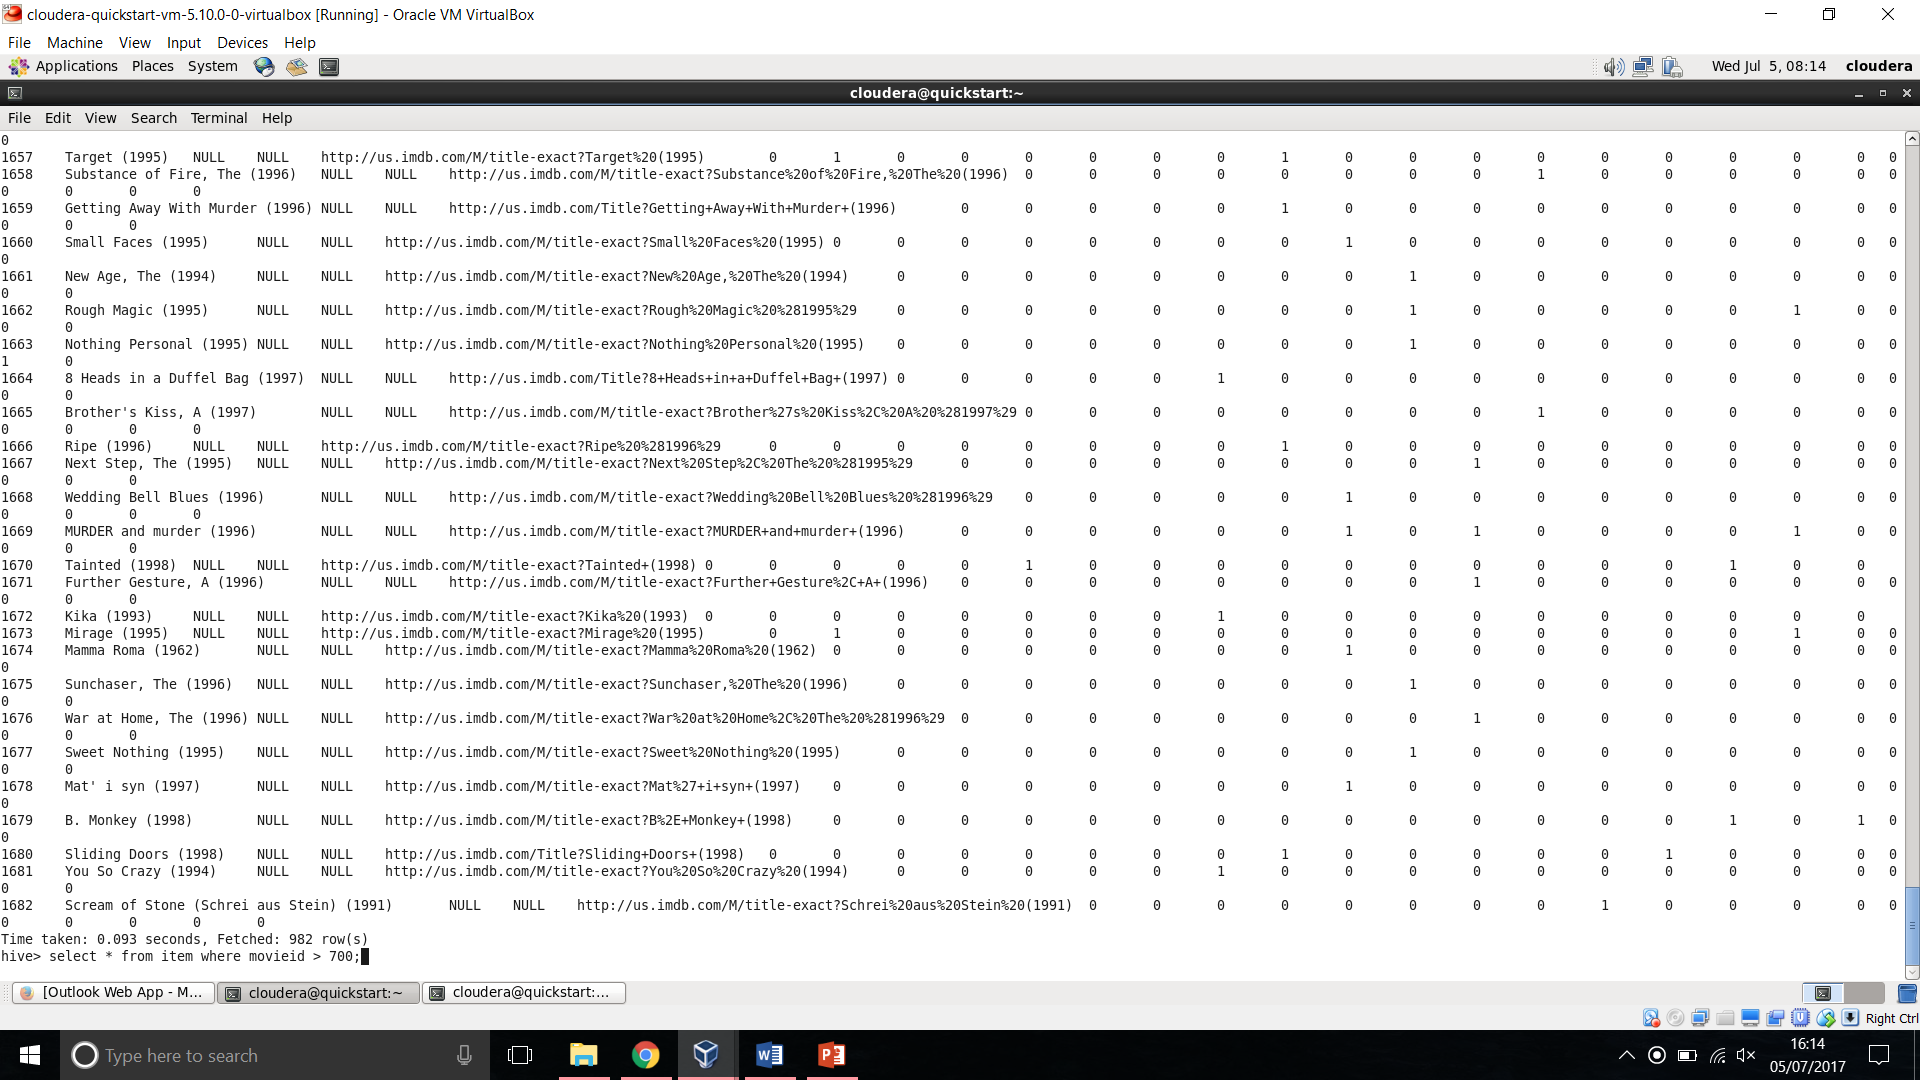 cloudera-quickstart-vm-5.10.0-0-virtualbox [Running] - Oracle VM VirtualBox
File Machine View Input Devices Help
Applications Places System Wed Jul 5, 08:14 cloudera
cloudera@quickstart:~
File Edit View Search Terminal Help
0
1657 Target (1995) NULL NULL http://us.imdb.com/M/title-exact?Target%20(1995) 0 1 0 0 0 0 0 0 1 0 0 0 0 0 0 0 0 0 0
1658 Substance of Fire, The (1996) NULL NULL http://us.imdb.com/M/title-exact?Substance%20of%20Fire,%20The%20(1996) 0 0 0 0 0 0 0 0 1 0 0 0 0 0 0
0 0 0 0
1659 Getting Away With Murder (1996) NULL NULL http://us.imdb.com/Title?Getting+Away+With+Murder+(1996) 0 0 0 0 0 1 0 0 0 0 0 0 0 0 0 0
0 0 0
1660 Small Faces (1995) NULL NULL http://us.imdb.com/M/title-exact?Small%20Faces%20(1995) 0 0 0 0 0 0 0 0 1 0 0 0 0 0 0 0 0 0
0
1661 New Age, The (1994) NULL NULL http://us.imdb.com/M/title-exact?New%20Age,%20The%20(1994) 0 0 0 0 0 0 0 0 1 0 0 0 0 0 0 0 0
0 0
1662 Rough Magic (1995) NULL NULL http://us.imdb.com/M/title-exact?Rough%20Magic%20%281995%29 0 0 0 0 0 0 0 0 1 0 0 0 0 0 1 0 0
0 0
1663 Nothing Personal (1995) NULL NULL http://us.imdb.com/M/title-exact?Nothing%20Personal%20(1995) 0 0 0 0 0 0 0 0 1 0 0 0 0 0 0 0 0
1 0
1664 8 Heads in a Duffel Bag (1997) NULL NULL http://us.imdb.com/Title?8+Heads+in+a+Duffel+Bag+(1997) 0 0 0 0 0 1 0 0 0 0 0 0 0 0 0 0 0
0 0
1665 Brother's Kiss, A (1997) NULL NULL http://us.imdb.com/M/title-exact?Brother%27s%20Kiss%2C%20A%20%281997%29 0 0 0 0 0 0 0 0 1 0 0 0 0 0 0
0 0 0 0
1666 Ripe (1996) NULL NULL http://us.imdb.com/M/title-exact?Ripe%20%281996%29 0 0 0 0 0 0 0 0 1 0 0 0 0 0 0 0 0 0 0
1667 Next Step, The (1995) NULL NULL http://us.imdb.com/M/title-exact?Next%20Step%2C%20The%20%281995%29 0 0 0 0 0 0 0 0 1 0 0 0 0 0 0 0
0 0 0
1668 Wedding Bell Blues (1996) NULL NULL http://us.imdb.com/M/title-exact?Wedding%20Bell%20Blues%20%281996%29 0 0 0 0 0 1 0 0 0 0 0 0 0 0 0
0 0 0 0
1669 MURDER and murder (1996) NULL NULL http://us.imdb.com/M/title-exact?MURDER+and+murder+(1996) 0 0 0 0 0 0 1 0 1 0 0 0 0 1 0 0
0 0 0
1670 Tainted (1998) NULL NULL http://us.imdb.com/M/title-exact?Tainted+(1998) 0 0 0 0 0 1 0 0 0 0 0 0 0 0 0 0 1 0 0
1671 Further Gesture, A (1996) NULL NULL http://us.imdb.com/M/title-exact?Further+Gesture%2C+A+(1996) 0 0 0 0 0 0 0 0 1 0 0 0 0 0 0 0
0 0 0
1672 Kika (1993) NULL NULL http://us.imdb.com/M/title-exact?Kika%20(1993) 0 0 0 0 0 0 0 0 1 0 0 0 0 0 0 0 0 0 0
1673 Mirage (1995) NULL NULL http://us.imdb.com/M/title-exact?Mirage%20(1995) 0 1 0 0 0 0 0 0 0 0 0 0 0 0 0 0 1 0 0
1674 Mamma Roma (1962) NULL NULL http://us.imdb.com/M/title-exact?Mamma%20Roma%20(1962) 0 0 0 0 0 0 0 0 1 0 0 0 0 0 0 0 0 0
0
1675 Sunchaser, The (1996) NULL NULL http://us.imdb.com/M/title-exact?Sunchaser,%20The%20(1996) 0 0 0 0 0 0 0 0 1 0 0 0 0 0 0 0 0
0 0
1676 War at Home, The (1996) NULL NULL http://us.imdb.com/M/title-exact?War%20at%20Home%2C%20The%20%281996%29 0 0 0 0 0 0 0 0 1 0 0 0 0 0 0 0
0 0 0
1677 Sweet Nothing (1995) NULL NULL http://us.imdb.com/M/title-exact?Sweet%20Nothing%20(1995) 0 0 0 0 0 0 0 0 1 0 0 0 0 0 0 0 0
0 0
1678 Mat' i syn (1997) NULL NULL http://us.imdb.com/M/title-exact?Mat%27+i+syn+(1997) 0 0 0 0 0 0 0 0 1 0 0 0 0 0 0 0 0 0
0
1679 B. Monkey (1998) NULL NULL http://us.imdb.com/M/title-exact?B%2E+Monkey+(1998) 0 0 0 0 0 0 0 0 0 0 0 0 0 0 1 0 1 0
0
1680 Sliding Doors (1998) NULL NULL http://us.imdb.com/Title?Sliding+Doors+(1998) 0 0 0 0 0 0 0 0 1 0 0 0 0 0 1 0 0 0 0
1681 You So Crazy (1994) NULL NULL http://us.imdb.com/M/title-exact?You%20So%20Crazy%20(1994) 0 0 0 0 0 1 0 0 0 0 0 0 0 0 0 0 0
0 0
1682 Scream of Stone (Schrei aus Stein) (1991) NULL NULL http://us.imdb.com/M/title-exact?Schrei%20aus%20Stein%20(1991) 0 0 0 0 0 0 0 0 1 0 0 0 0 0
0 0 0 0 0
Time taken: 0.093 seconds, Fetched: 982 row(s)
hive> select * from item where movieid > 700;
[Outlook Web App - M... cloudera@quickstart:~ cloudera@quickstart:...
Right Ctrl
Type here to search
16:14
05/07/2017